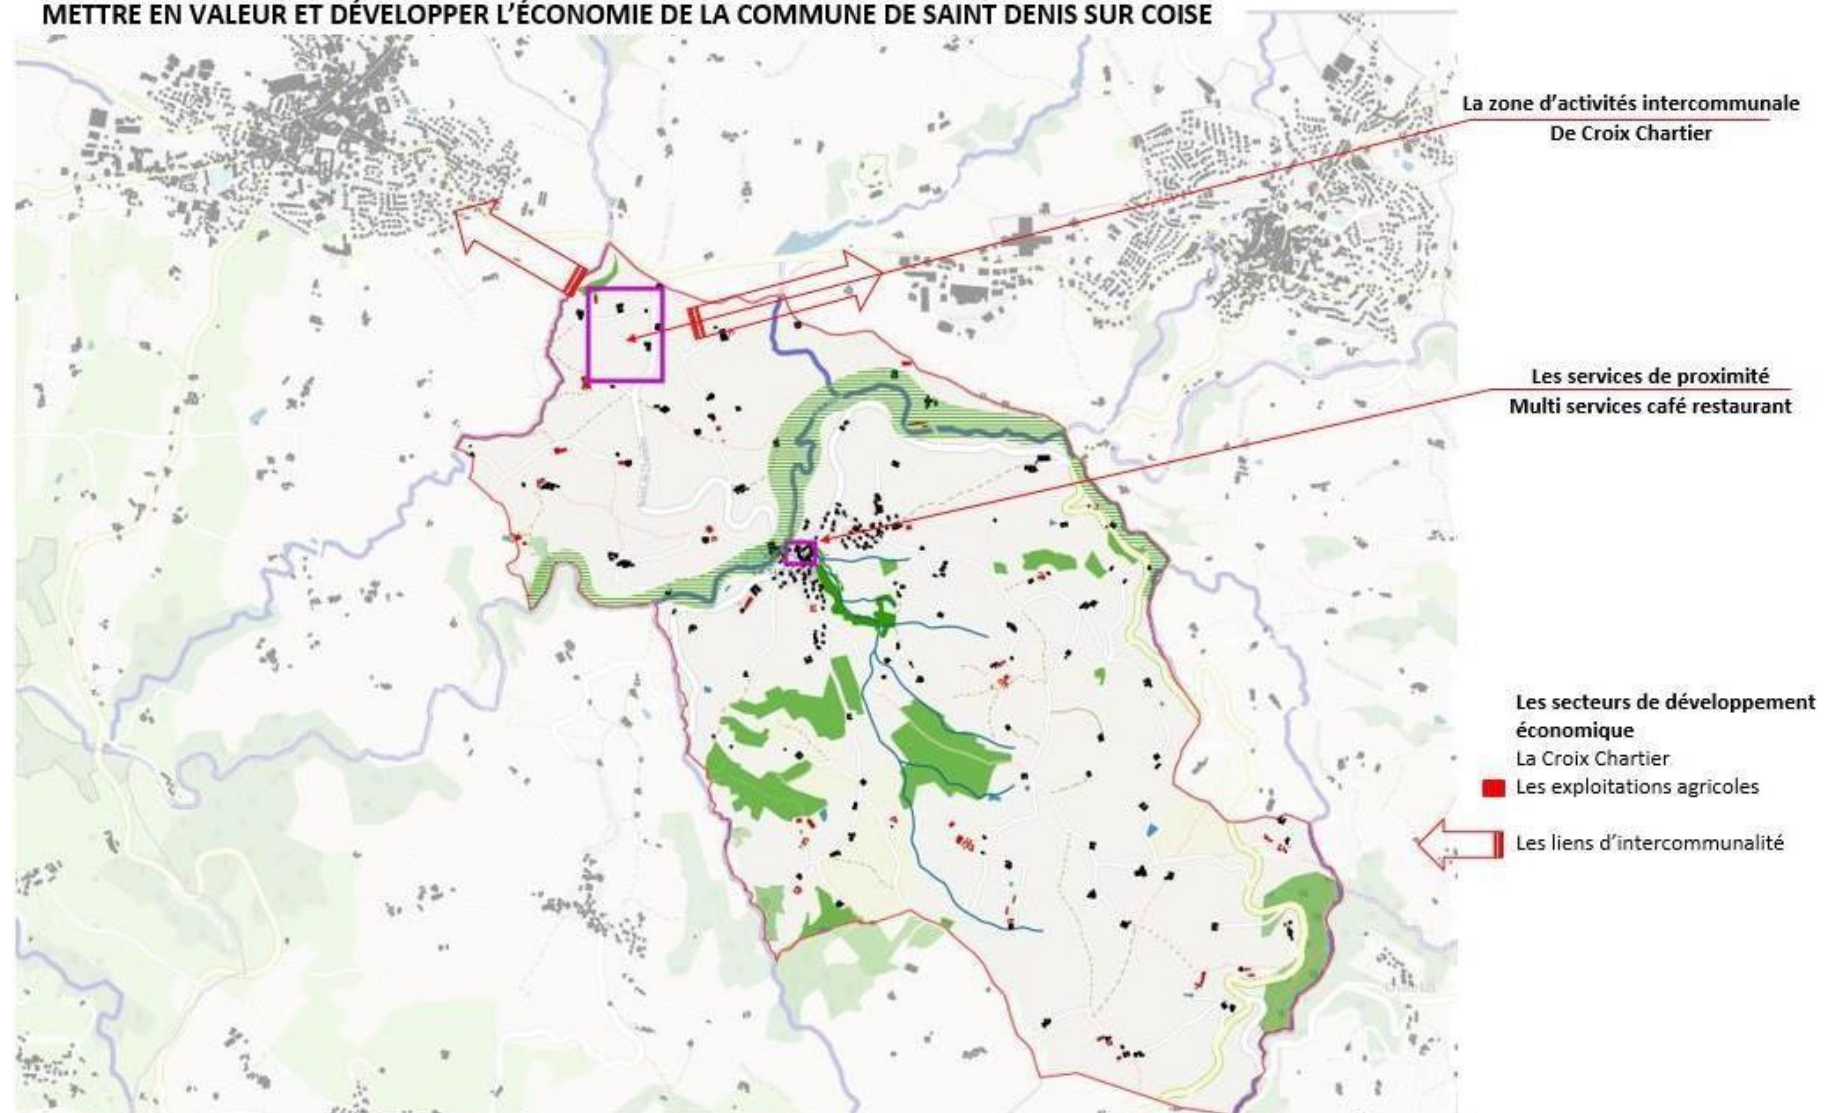 METTRE EN VALEUR ET DÉVELOPPER L'ÉCONOMIE DE LA COMMUNE DE SAINT DENIS SUR COISE
La zone d'activités intercommunale
De Croix Chartier
Les services de proximité
Multi services café restaurant
Les secteurs de développement
économique
La Croix Chartier
Les exploitations agricoles
Les liens d'intercommunalité